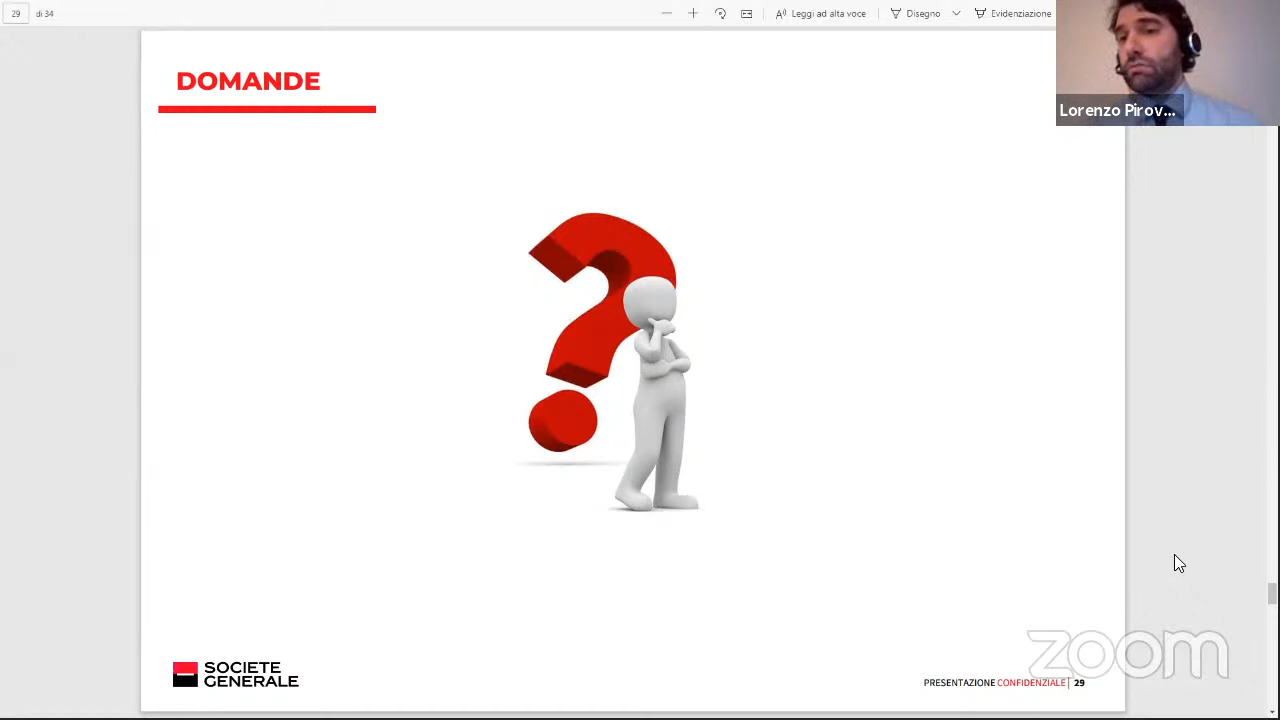 29 di 34
Leggi ad alta voce
Disegno
Evidenziazione
Lorenzo Pirov...
DOMANDE
SOCIETE
GENERALE
PRESENTAZIONE CONFIDENZIALE| 29
zoom